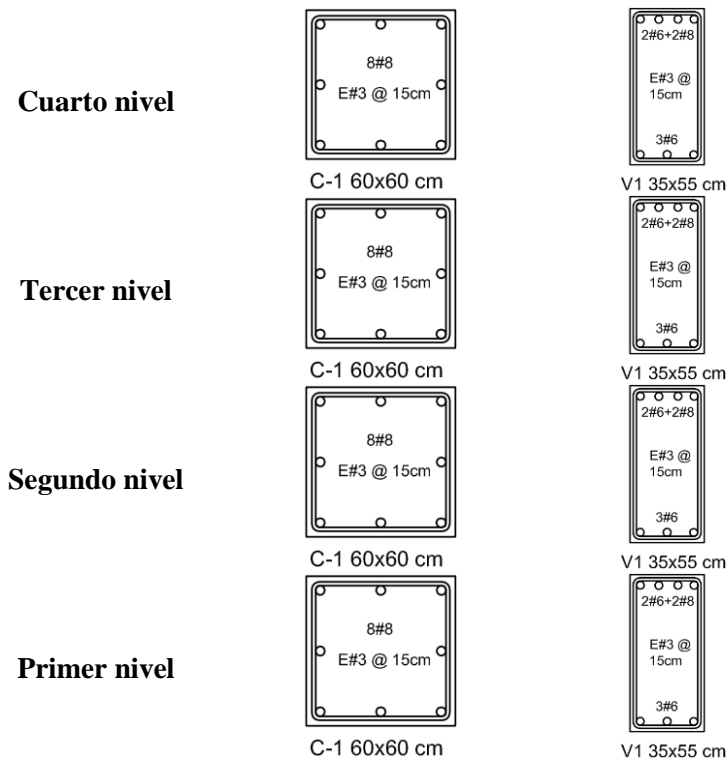 Cuarto nivel
8#8
E#3 @ 15cm
C-1 60x60 cm
2#6+2#8
E#3 @
15cm
3#6
V1 35x55 cm
Tercer nivel
8#8
E#3 @ 15cm
C-1 60x60 cm
2#6+2#8
E#3 @
15cm
3#6
V1 35x55 cm
Segundo nivel
8#8
E#3 @ 15cm
C-1 60x60 cm
2#6+2#8
E#3 @
15cm
3#6
V1 35x55 cm
Primer nivel
8#8
E#3 @ 15cm
C-1 60x60 cm
2#6+2#8
E#3 @
15cm
3#6
V1 35x55 cm